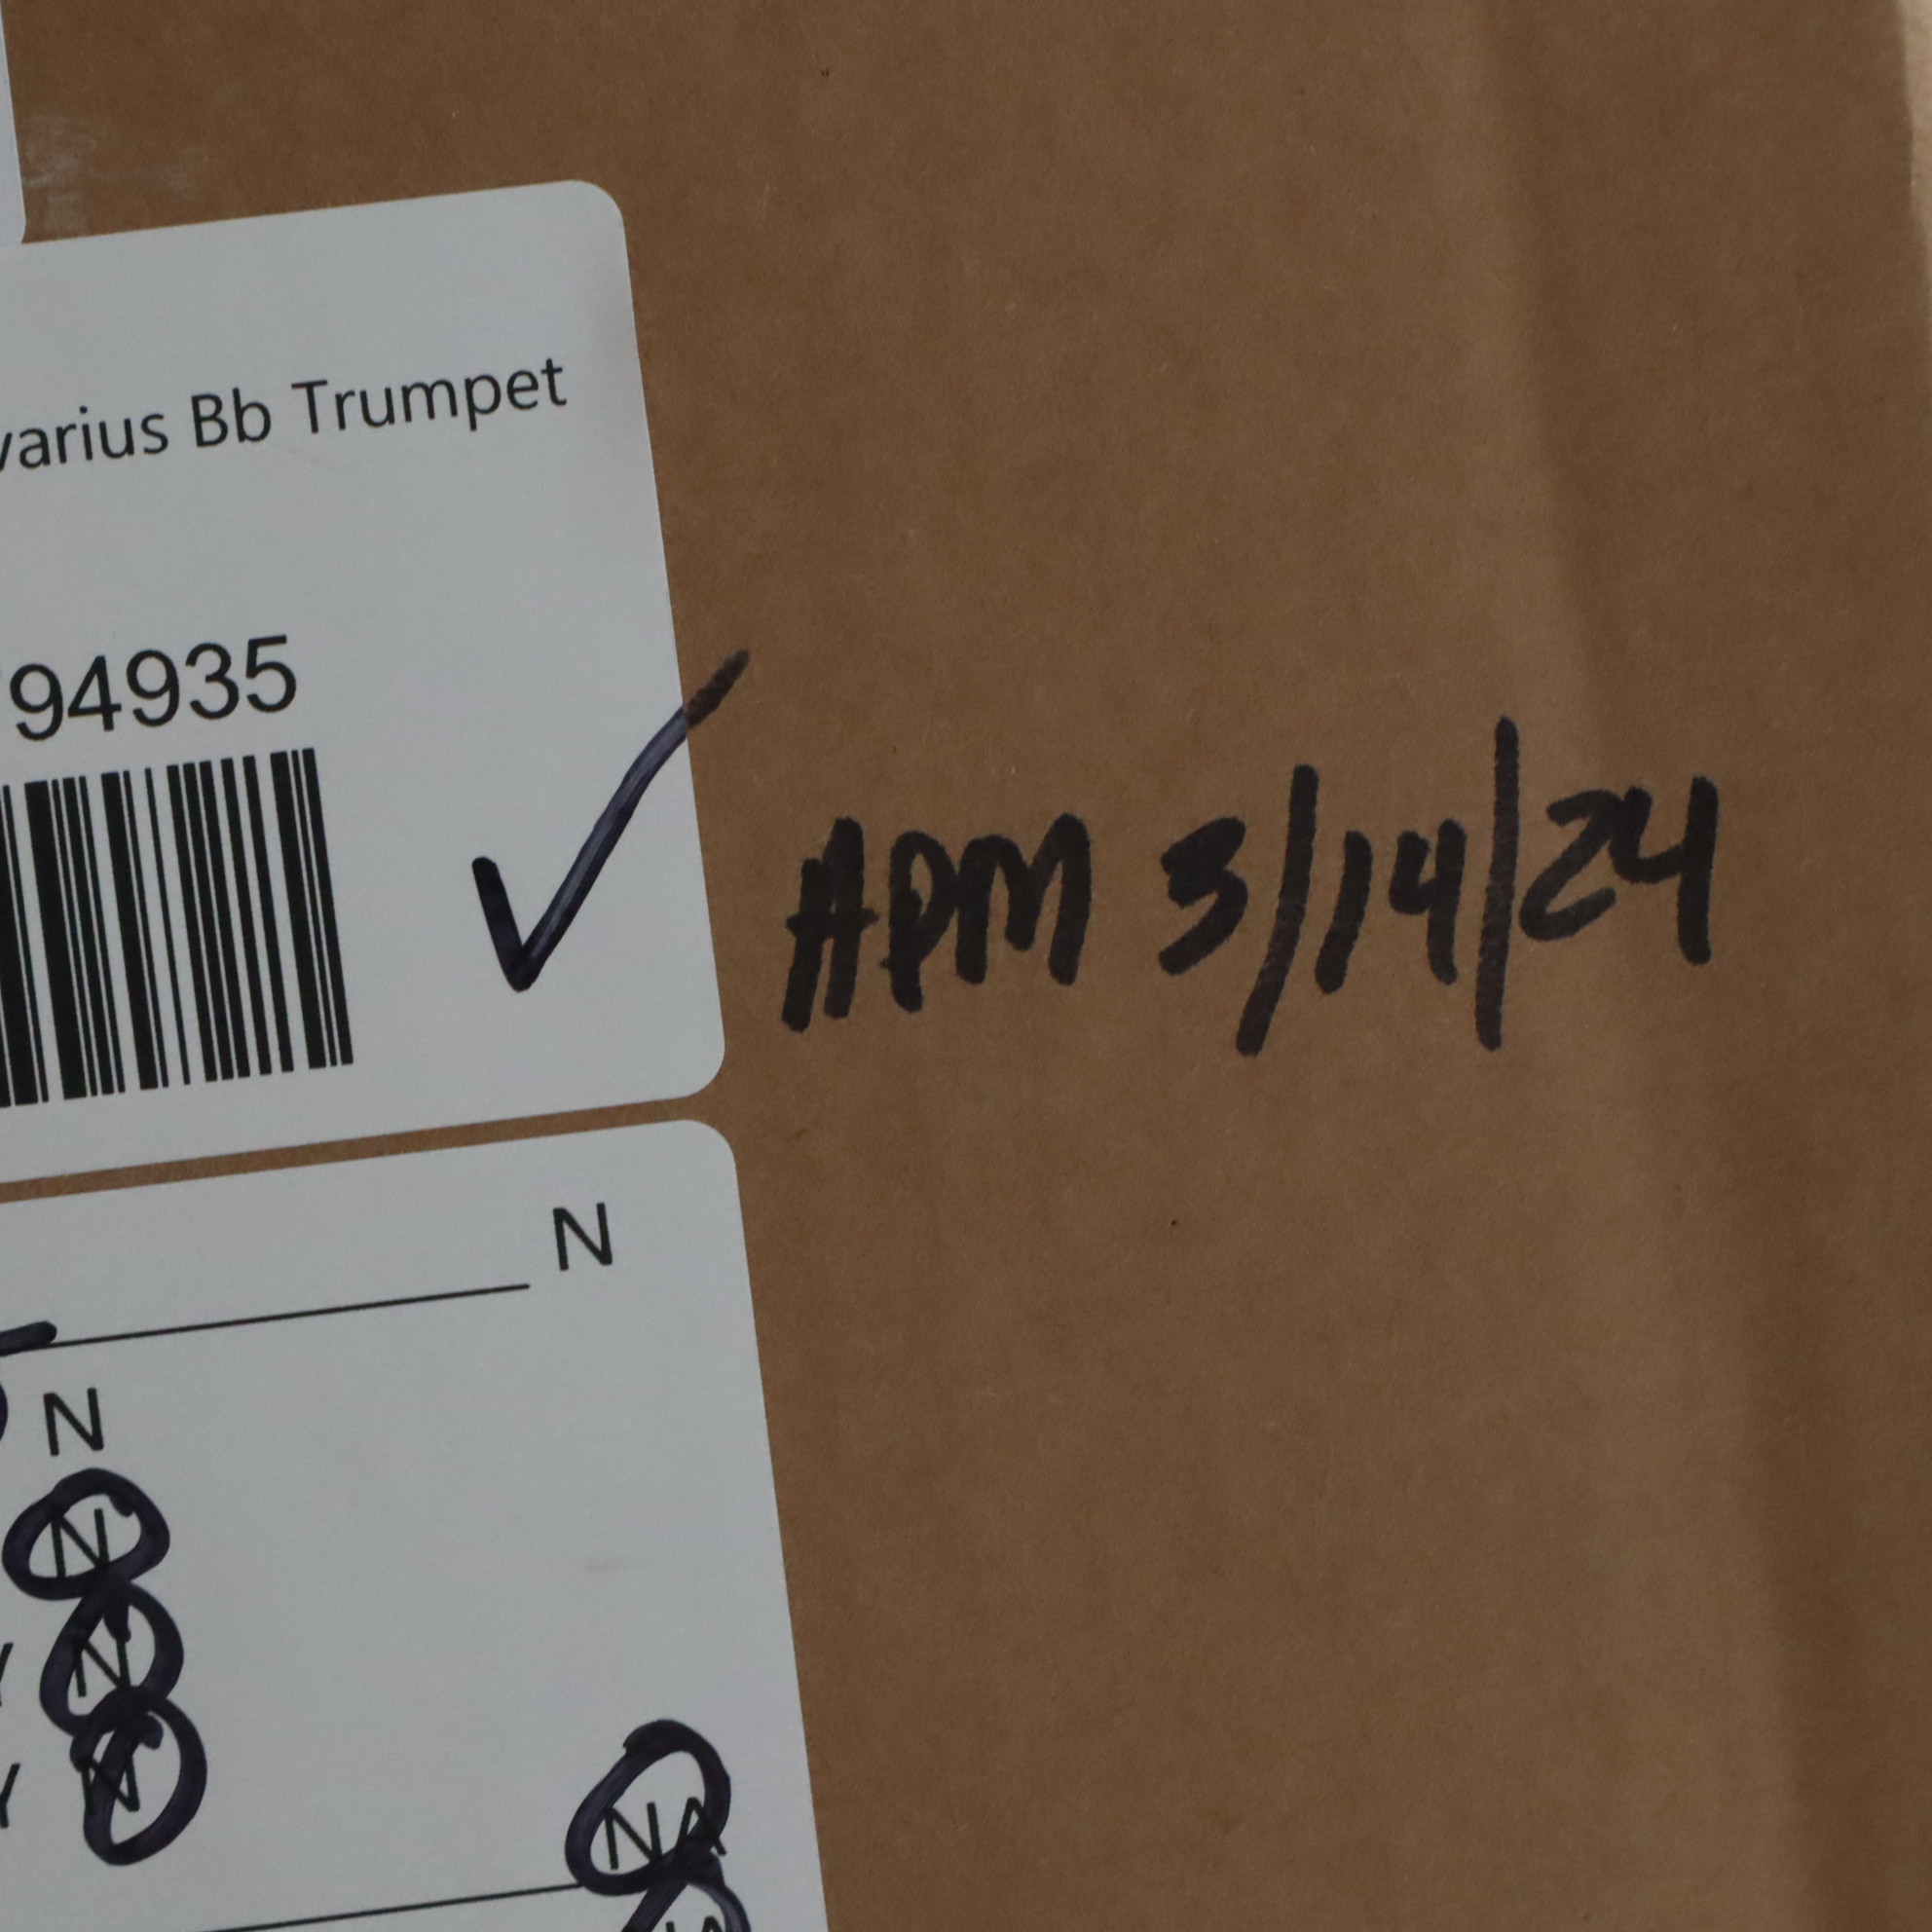 varius Bb Trumpet
94935
APM 3/14/24
N
N
N
Y N
Y N
NA